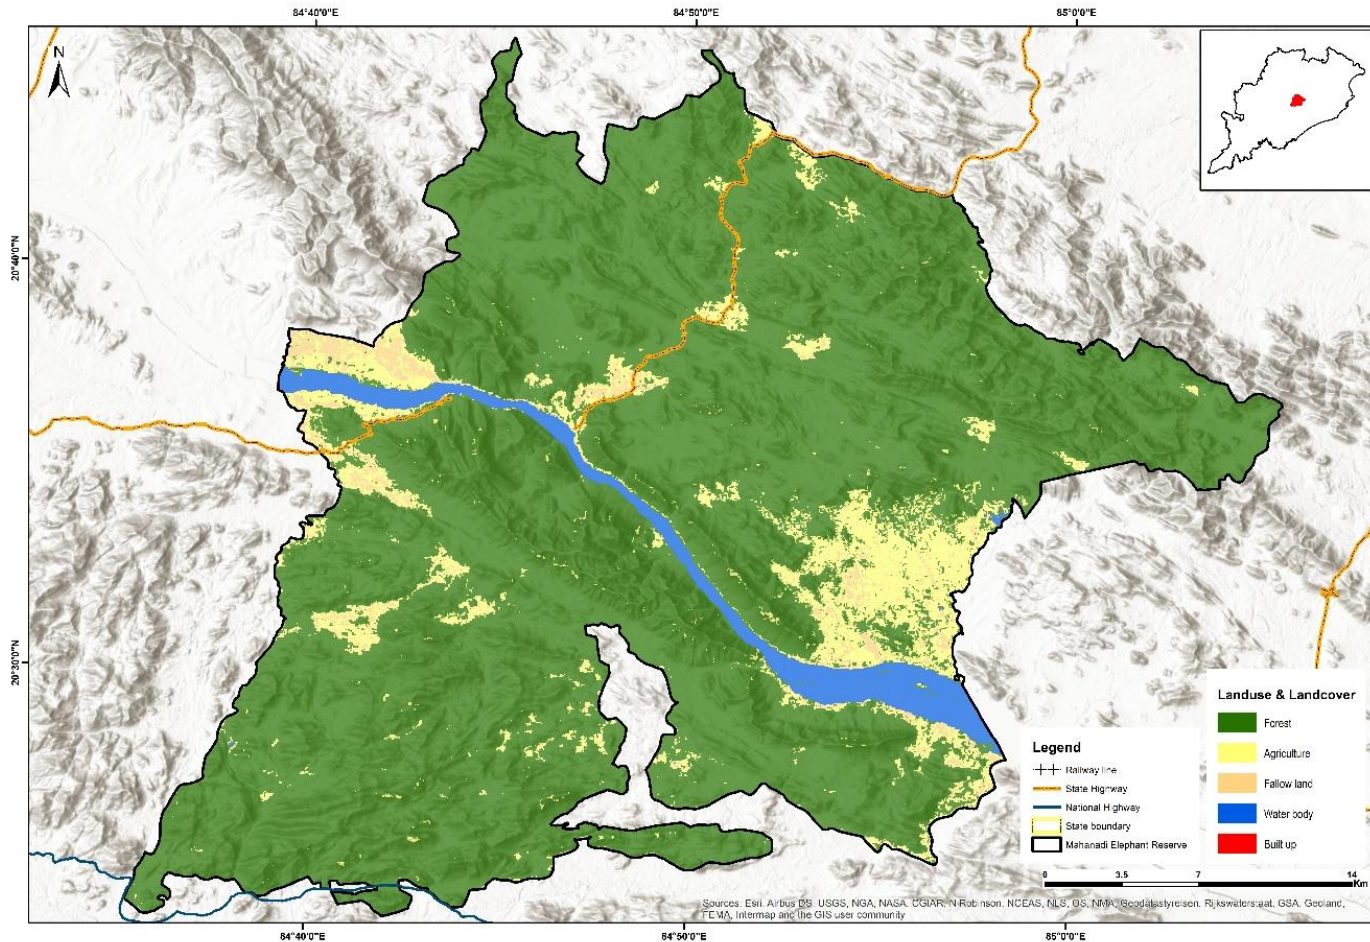 84°40'0"E 84°50'0"E 85°0'0"E
N
20°40'0"N
20°30'0"N
Landuse & Landcover
Forest
Agriculture
Fallow land
Water body
Built up
Legend
Railway line
State Highway
National Highway
State boundary
Mahanadi Elephant Reserve
0 3.5 7 14
Km
Sources: Esri, Airbus DS, USGS, NGA, NASA, CGIAR, N Robinson, NCEAS, NLS, OS, NMA, Geodatastyrelsen, Rijkswaterstaat, GSA, Geoland,
FEMA, Intermap and the GIS user community
84°40'0"E 84°50'0"E 85°0'0"E